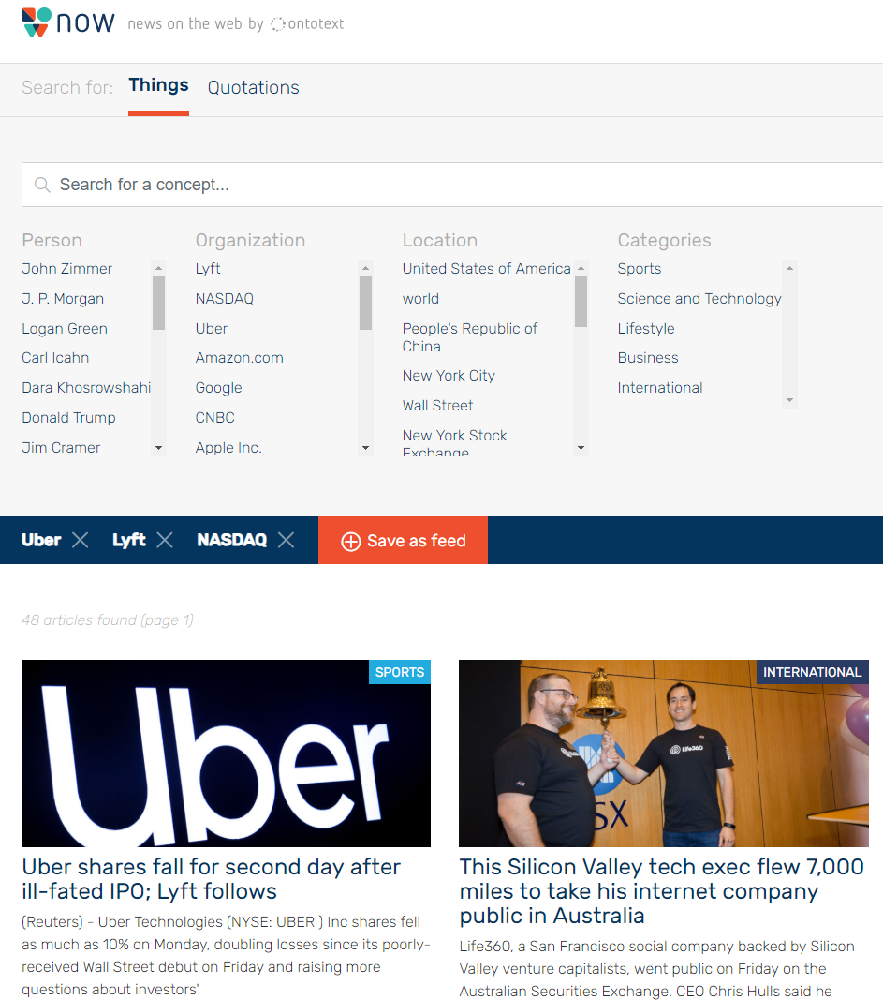 now news on the web by ontotext
Search for: Things Quotations
Search for a concept...
Person
John Zimmer
J. P. Morgan
Logan Green
Carl Icahn
Dara Khosrowshahi
Donald Trump
Jim Cramer
Organization
Lyft
NASDAQ
Uber
Amazon.com
Google
CNBC
Apple Inc.
Location
United States of America
world
People's Republic of
China
New York City
Wall Street
New York Stock
Exchange
Categories
Sports
Science and Technology
Lifestyle
Business
International
Uber Lyft NASDAQ Save as feed
48 articles found (page 1)
SPORTS
Uber
Uber shares fall for second day after
ill-fated IPO; Lyft follows
(Reuters) - Uber Technologies (NYSE: UBER ) Inc shares fell
as much as 10% on Monday, doubling losses since its poorly-
received Wall Street debut on Friday and raising more
questions about investors'
INTERNATIONAL
Life360
SX
This Silicon Valley tech exec flew 7,000
miles to take his internet company
public in Australia
Life360, a San Francisco social company backed by Silicon
Valley venture capitalists, went public on Friday on the
Australian Securities Exchange. CEO Chris Hulls said he